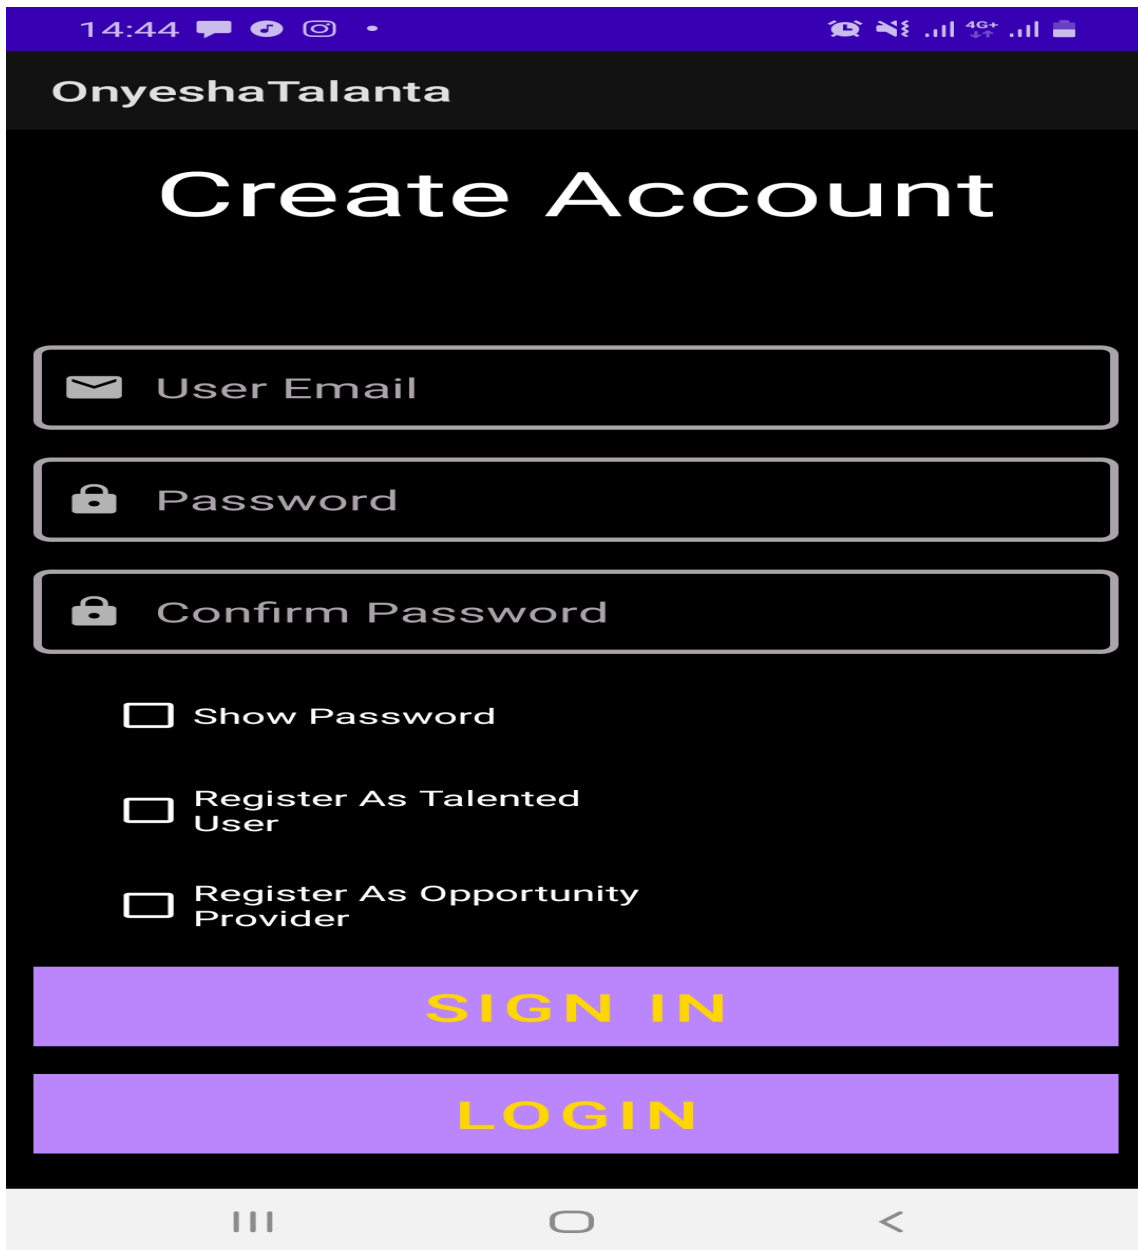 14:44
4G+
OnyeshaTalanta
Create Account
User Email
Password
Confirm Password
Show Password
Register As Talented
User
Register As Opportunity
Provider
SIGN IN
LOGIN